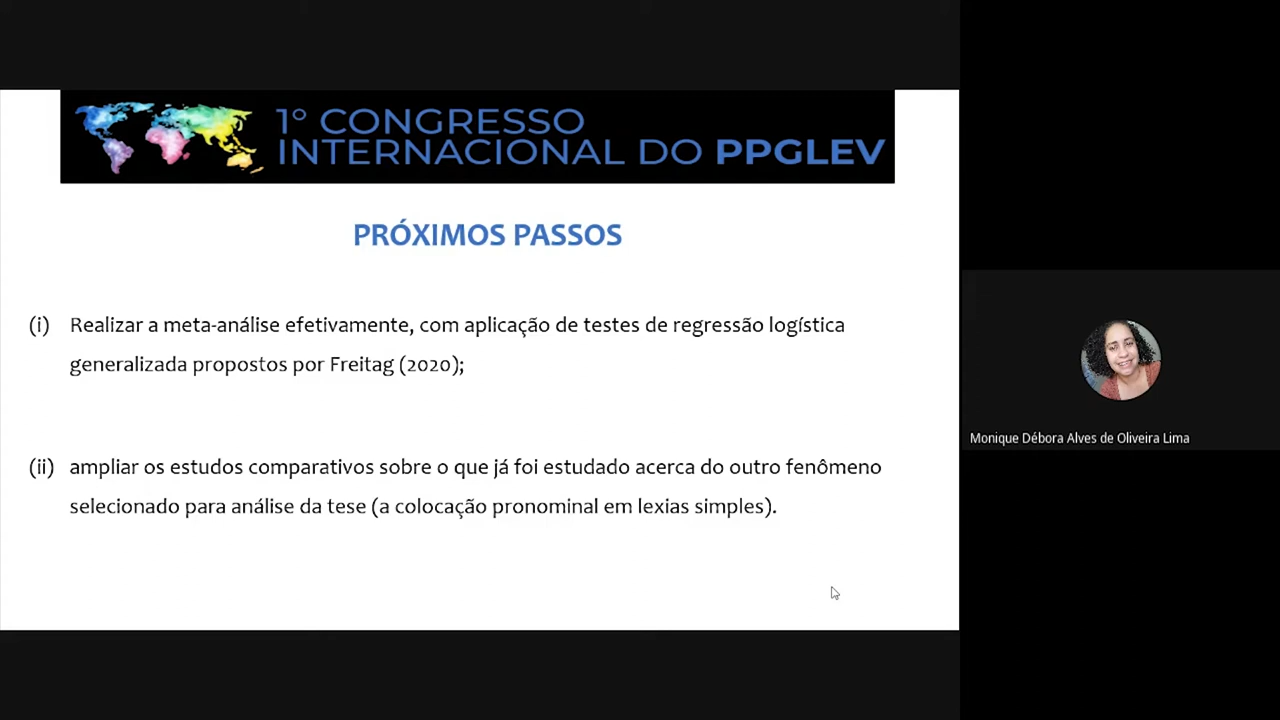 1º CONGRESSO
INTERNACIONAL DO PPGLEV
PRÓXIMOS PASSOS
(i) Realizar a meta-análise efetivamente, com aplicação de testes de regressão logística
generalizada propostos por Freitag (2020);
(ii) ampliar os estudos comparativos sobre o que já foi estudado acerca do outro fenômeno
selecionado para análise da tese (a colocação pronominal em lexias simples).
Monique Débora Alves de Oliveira Lima